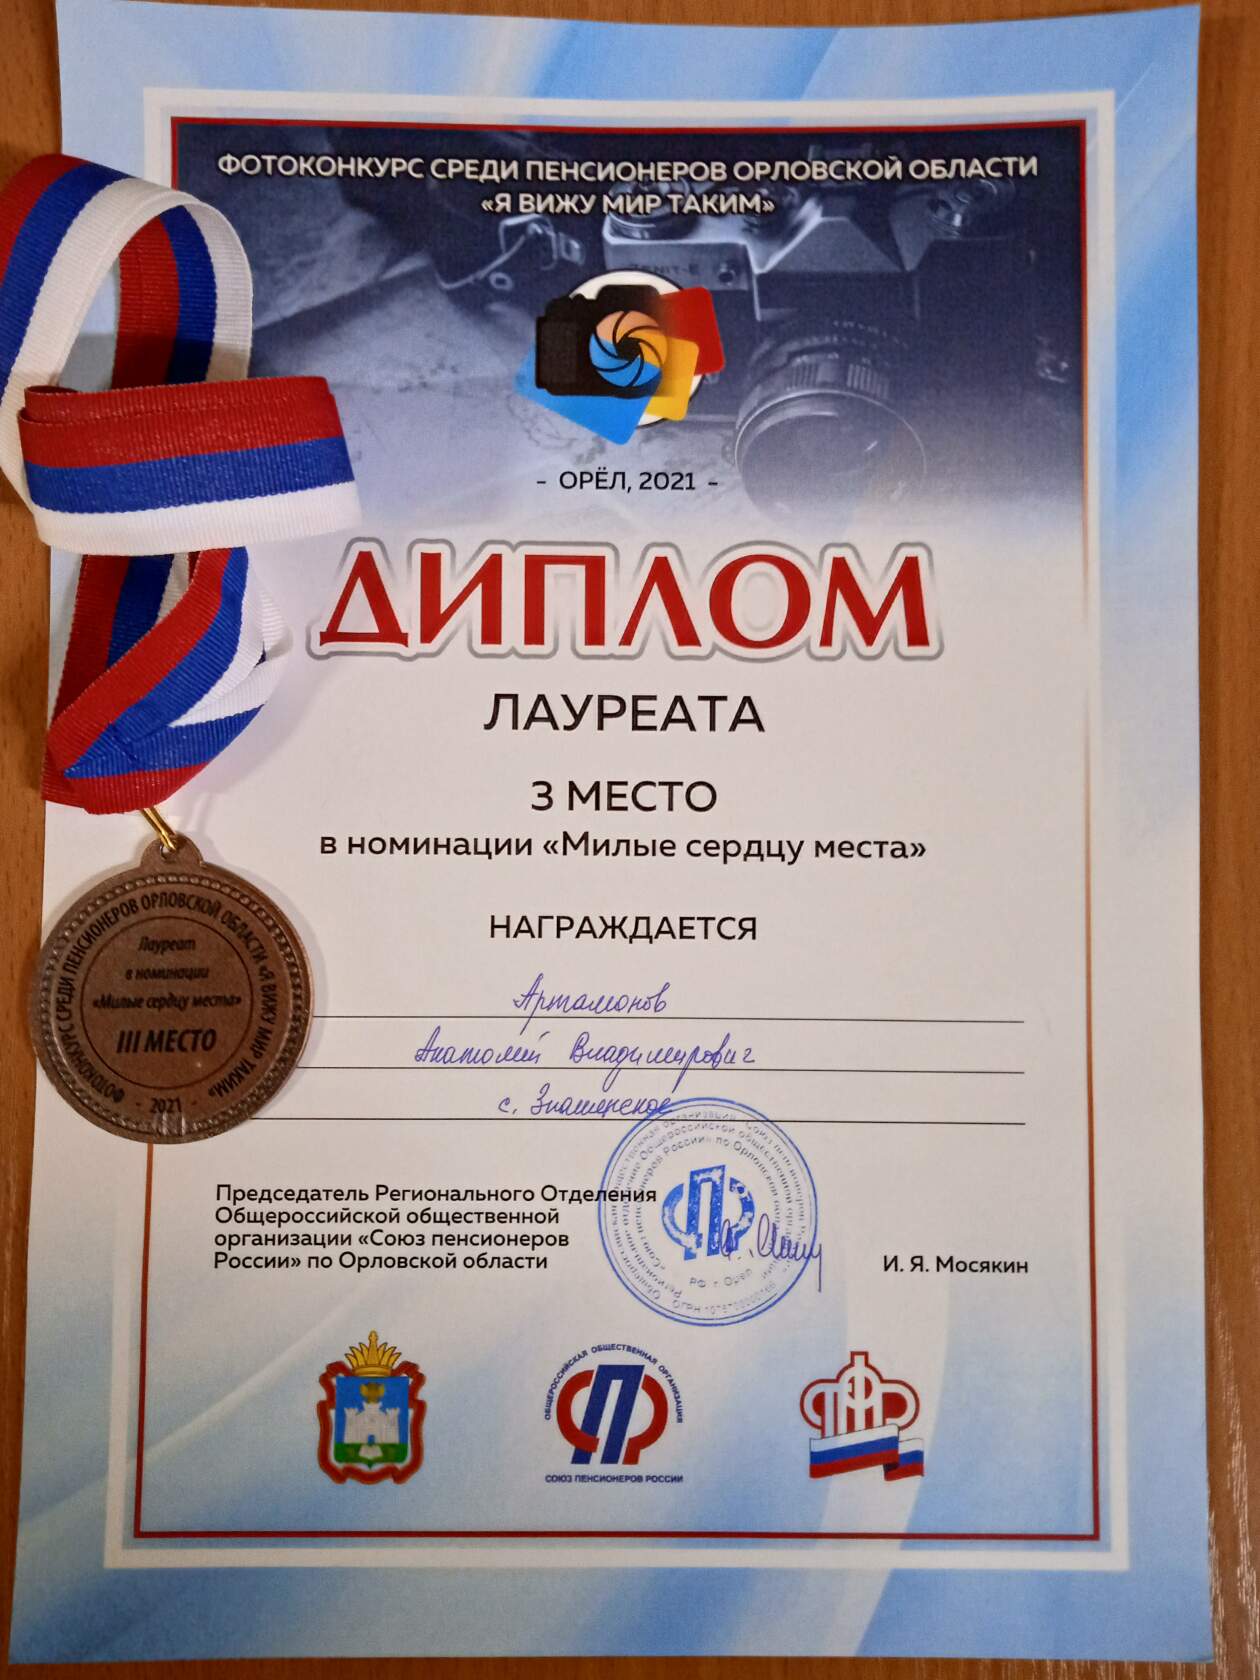 ФОТОКОНКУРС СРЕДИ ПЕНСИОНЕРОВ ОРЛОВСКОЙ ОБЛАСТИ
«Я ВИЖУ МИР ТАКИМ»
ZENIT-E
- ОРЁЛ, 2021 -
ДИПЛОМ
ЛАУРЕАТА
3 МЕСТО
в номинации «Милые сердцу места»
НАГРАЖДАЕТСЯ
Артамонов
Анатолий Владимирович
с. Знаменское
ФОТОКОНКУРС СРЕДИ ПЕНСИОНЕРОВ ОРЛОВСКОЙ ОБЛАСТИ «Я ВИЖУ МИР ТАКИМ»
Лауреат
в номинации
«Милые сердцу места»
III МЕСТО
- 2021 -
Председатель Регионального Отделения
Общероссийской общественной
организации «Союз пенсионеров
России» по Орловской области
И. Я. Мосякин
РФ г. Орел
ОБЩЕРОССИЙСКАЯ ОБЩЕСТВЕННАЯ ОРГАНИЗАЦИЯ
СОЮЗ ПЕНСИОНЕРОВ РОССИИ